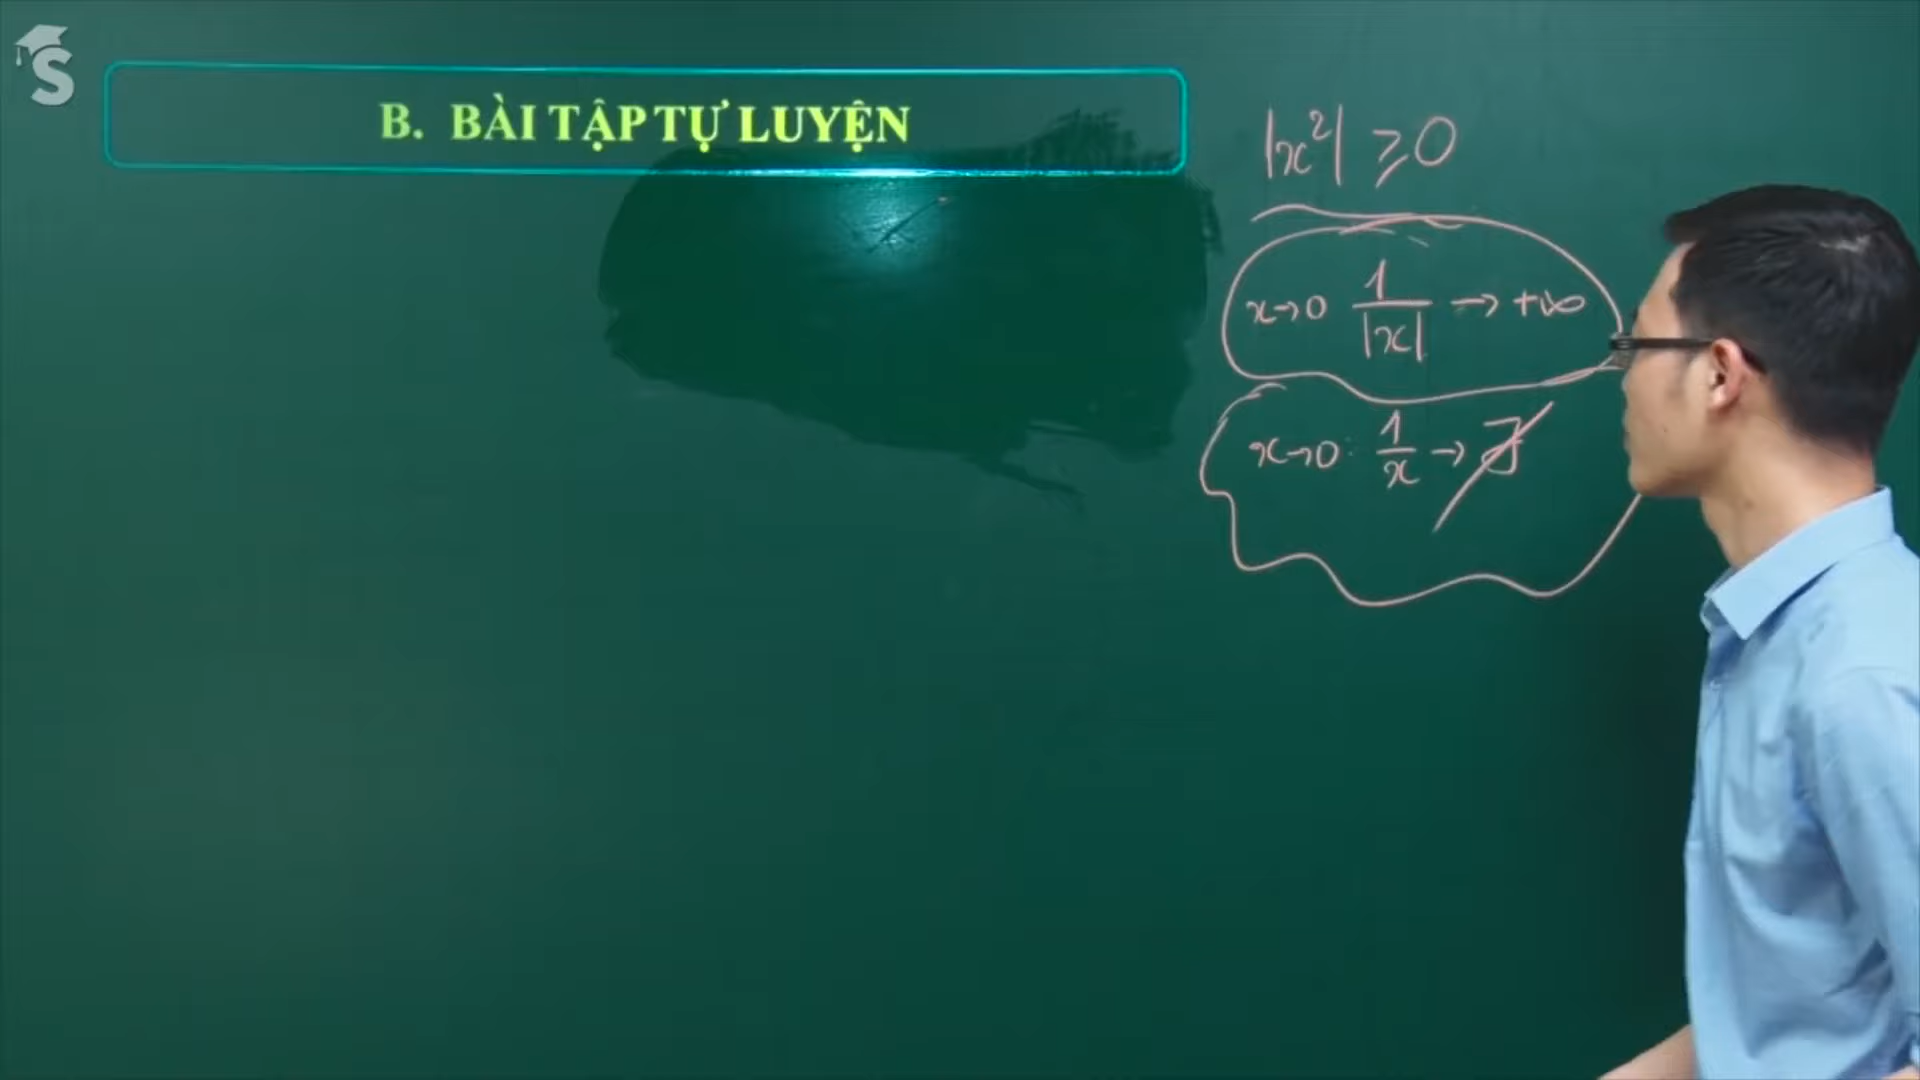 S
B. BÀI TẬP TỰ LUYỆN
|x²| ⩾ 0
x→0 1/|x| → +∞
x→0: 1/x → ∄